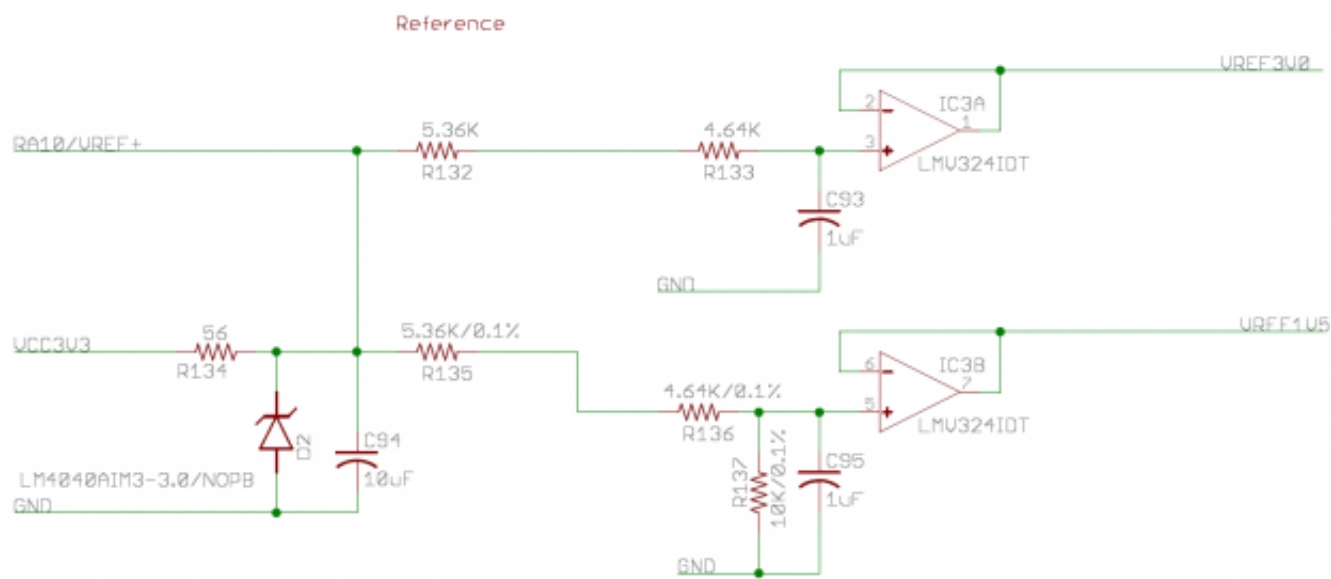 Reference
VREF3V0
2
IC3A
1
3
LMV324IDT
RA10/VREF+
5.36K
R132
4.64K
R133
C93
1uF
GND
VCC3V3
56
R134
5.36K/0.1%
R135
VREF1V5
6
IC3B
7
5
LMV324IDT
4.64K/0.1%
R136
D2
C94
10uF
LM4040AIM3-3.0/NOPB
GND
R137
10K/0.1%
C95
1uF
GND